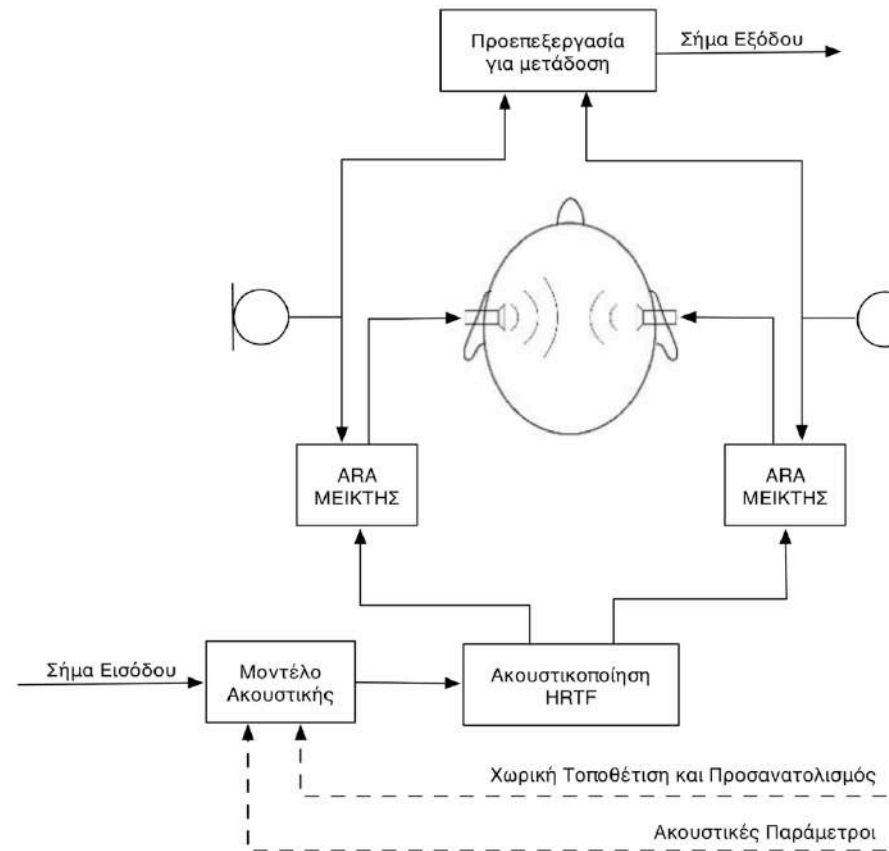 Προεπεξεργασία
για μετάδοση
Σήμα Εξόδου
ARA
ΜΕΙΚΤΗΣ
ARA
ΜΕΙΚΤΗΣ
Σήμα Εισόδου
Μοντέλο
Ακουστικής
Ακουστικοποίηση
HRTF
Χωρική Τοποθέτιση και Προσανατολισμός
Ακουστικές Παράμετροι